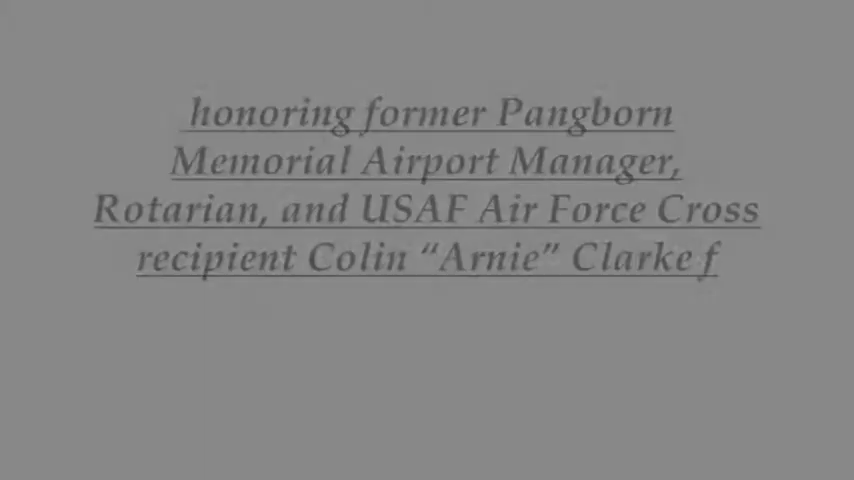 honoring former Pangborn
Memorial Airport Manager,
Rotarian, and USAF Air Force Cross
recipient Colin “Arnie” Clarke f